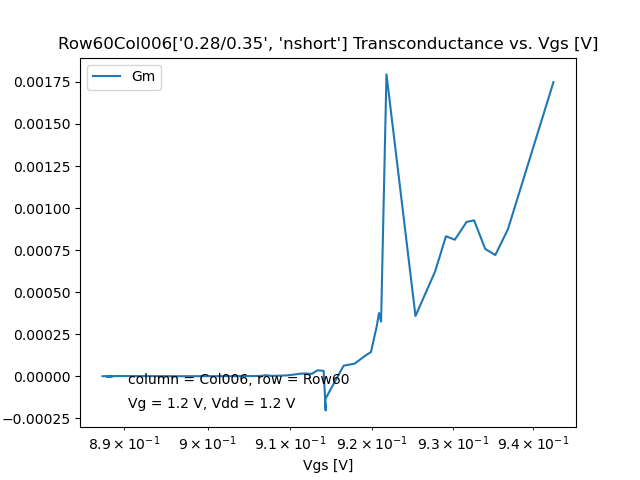 Row60Col006['0.28/0.35', 'nshort'] Transconductance vs. Vgs [V]
Gm
0.00175
0.00150
0.00125
0.00100
0.00075
0.00050
0.00025
0.00000
−0.00025
column = Col006, row = Row60
Vg = 1.2 V, Vdd = 1.2 V
8.9 × 10⁻¹ 9 × 10⁻¹ 9.1 × 10⁻¹ 9.2 × 10⁻¹ 9.3 × 10⁻¹ 9.4 × 10⁻¹
Vgs [V]